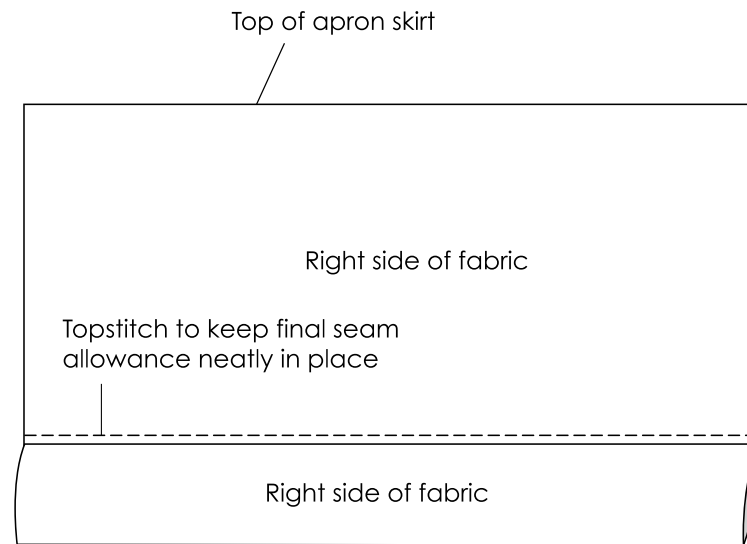 Top of apron skirt
Right side of fabric
Topstitch to keep final seam
allowance neatly in place
Right side of fabric